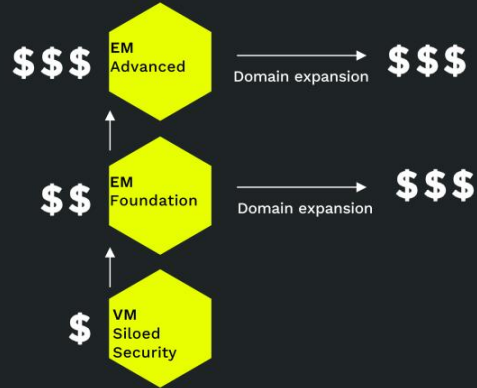 $$$
EM
Advanced
Domain expansion
$$$
$$
EM
Foundation
Domain expansion
$$$
$
VM
Siloed
Security